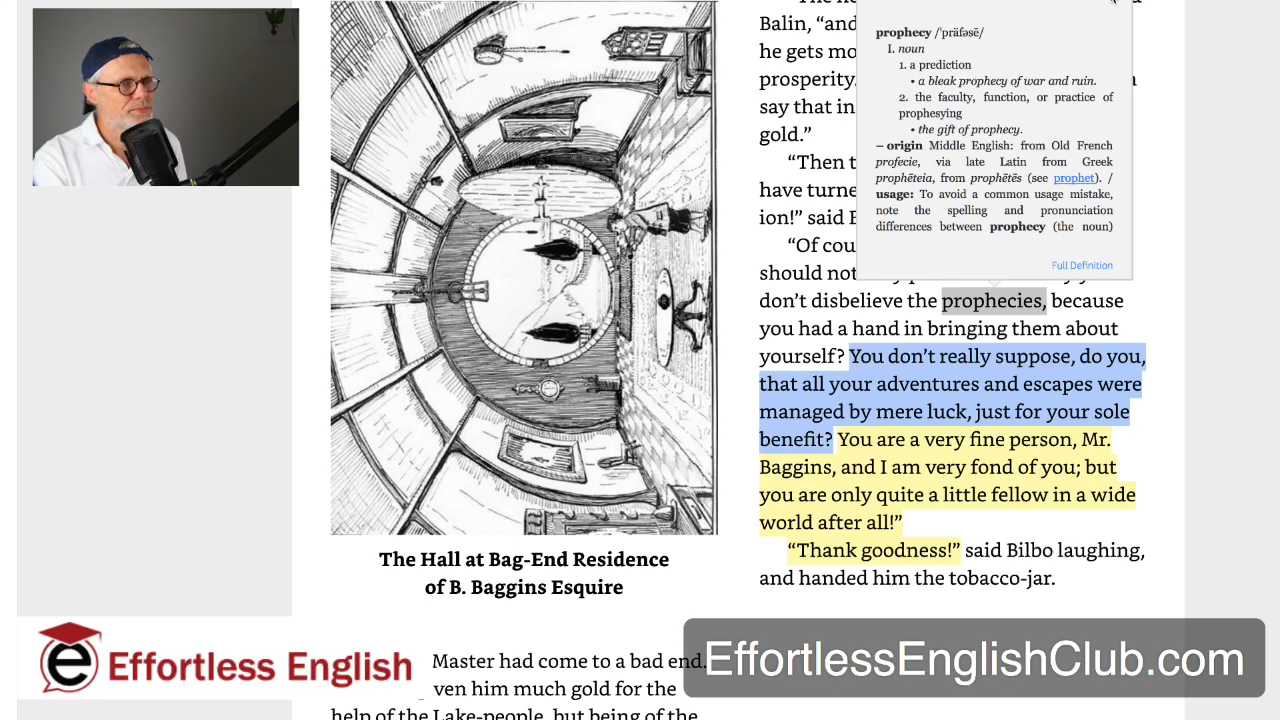 The Hall at Bag-End Residence
of B. Baggins Esquire
Master had come to a bad end.
ven him much gold for the
help of the Lake-people, but being of the
Balin, “and
he gets mo
prosperity.
say that in
gold.”
“Then t
have turne
ion!” said B
“Of cou
should not
don’t disbelieve the prophecies, because
you had a hand in bringing them about
yourself? You don’t really suppose, do you,
that all your adventures and escapes were
managed by mere luck, just for your sole
benefit? You are a very fine person, Mr.
Baggins, and I am very fond of you; but
you are only quite a little fellow in a wide
world after all!”
“Thank goodness!” said Bilbo laughing,
and handed him the tobacco-jar.
prophecy /ˈpräfəsē/
I. noun
1. a prediction
• a bleak prophecy of war and ruin.
2. the faculty, function, or practice of
prophesying
• the gift of prophecy.
– origin Middle English: from Old French
profecie, via late Latin from Greek
prophēteia, from prophētēs (see prophet). /
usage: To avoid a common usage mistake,
note the spelling and pronunciation
differences between prophecy (the noun)
Full Definition
e Effortless English
EffortlessEnglishClub.com